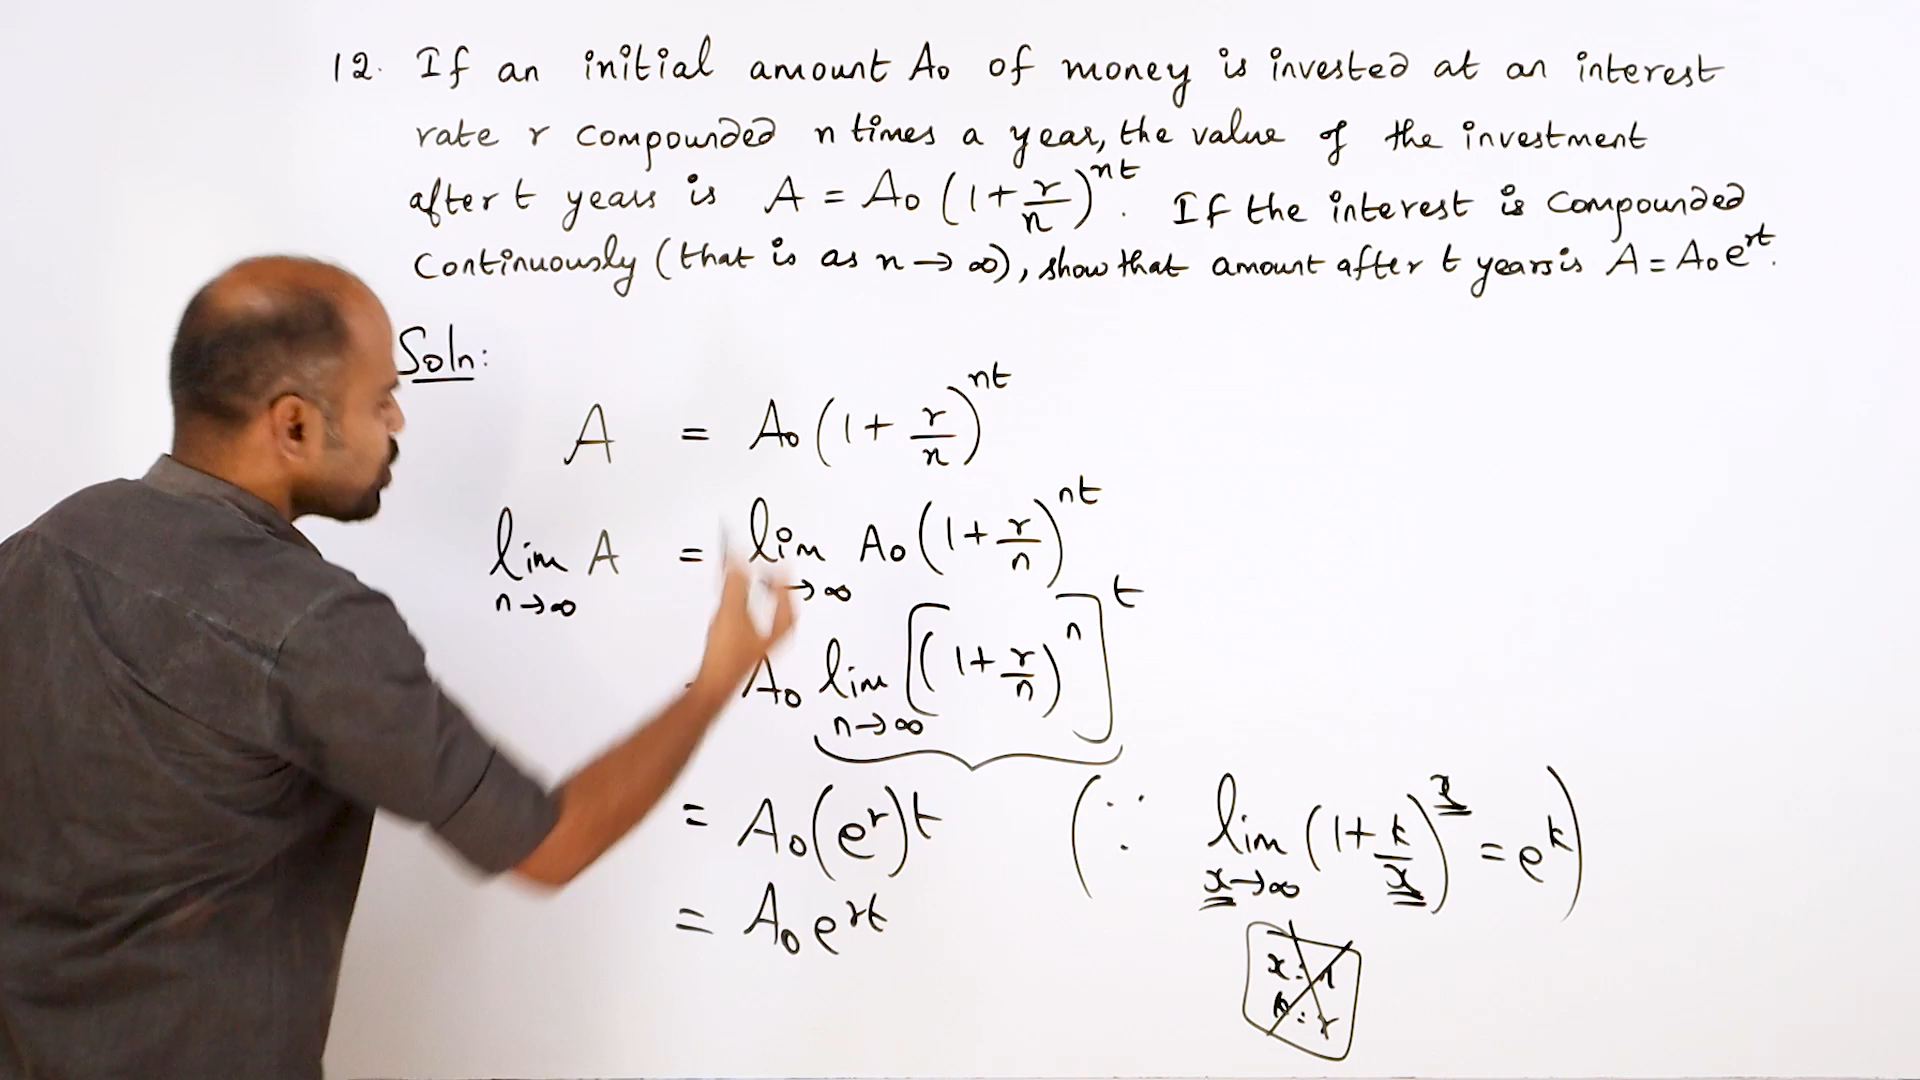 12. If an initial amount A₀ of money is invested at an interest
rate r compounded n times a year, the value of the investment
after t years is A = A₀ (1 + r/n)^nt. If the interest is compounded
continuously (that is as n → ∞), show that amount after t years is A = A₀e^rt.
Soln:
A = A₀ (1 + r/n)^nt
lim n→∞ A = lim →∞ A₀ (1 + r/n)^nt
A₀ lim n→∞ [(1 + r/n)^n]^t
= A₀ (e^r)^t (∵ lim x→∞ (1 + k/x)^x = e^k)
= A₀ e^rt
x : n
k : r